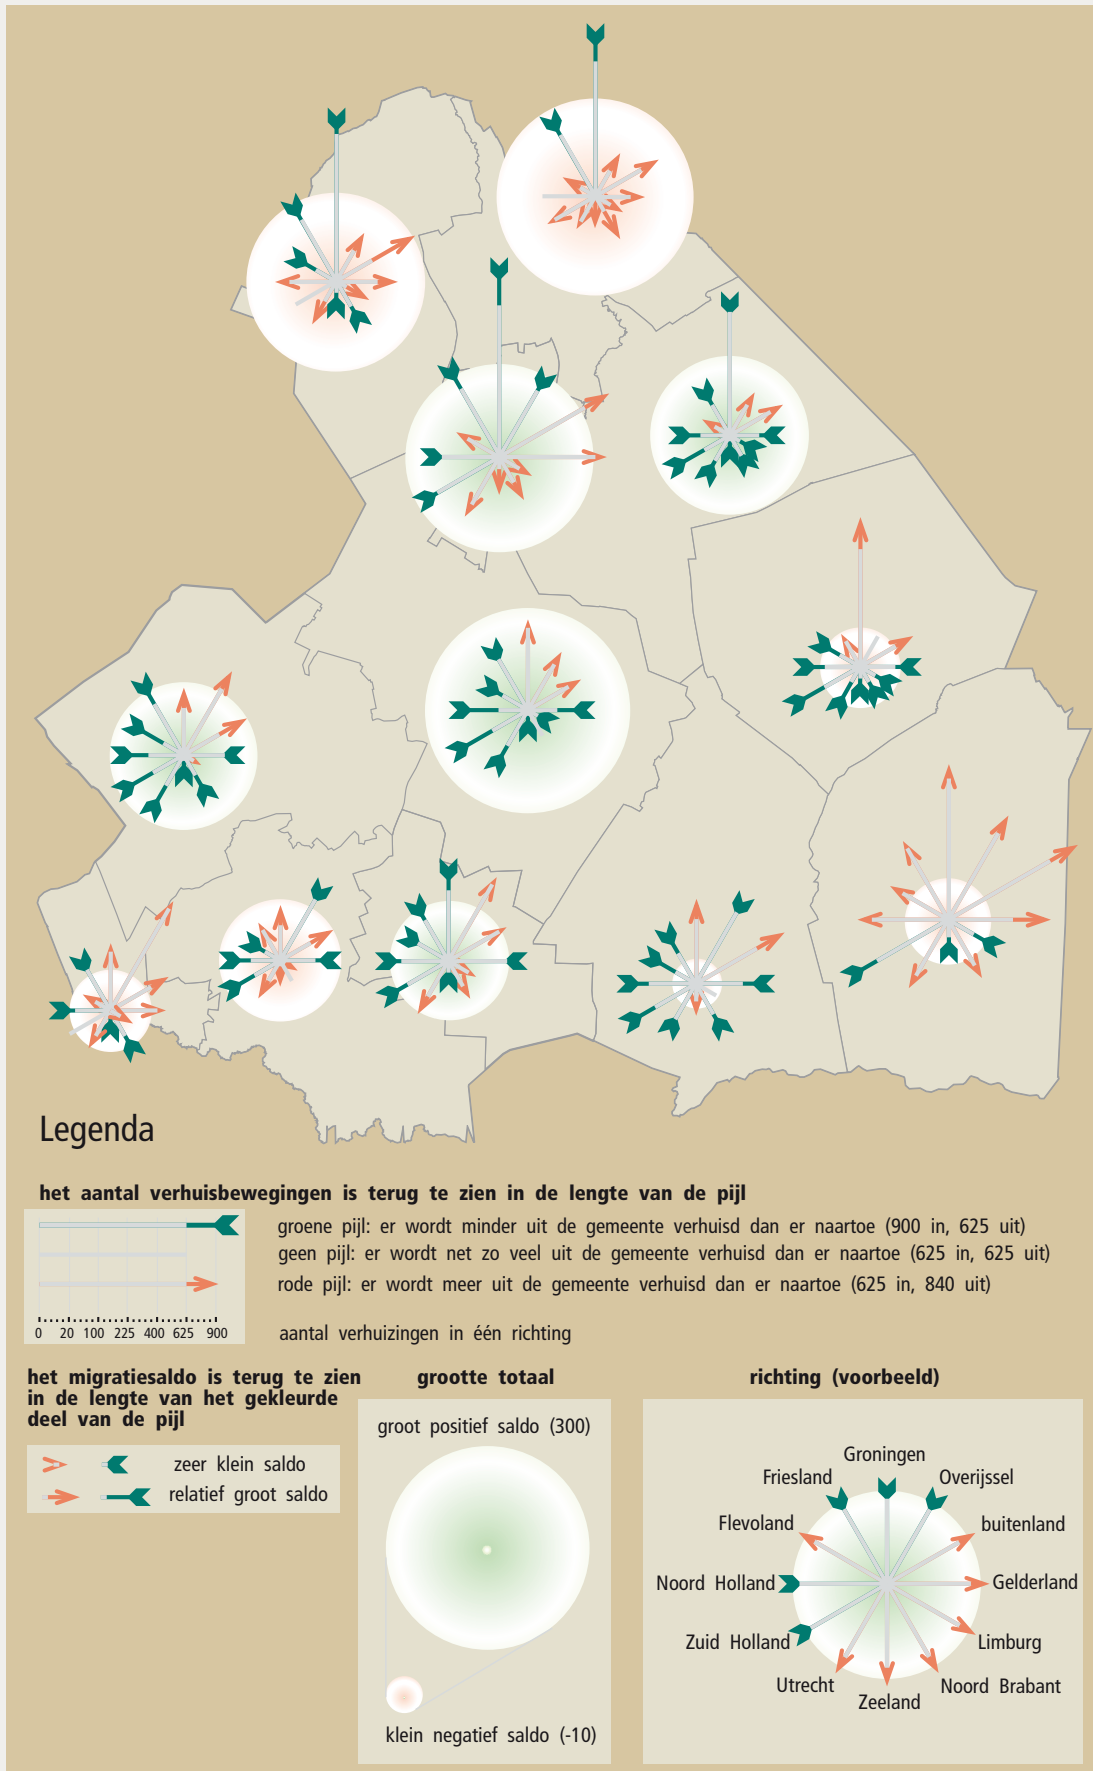 Legenda
het aantal verhuisbewegingen is terug te zien in de lengte van de pijl
groene pijl: er wordt minder uit de gemeente verhuisd dan er naartoe (900 in, 625 uit)
geen pijl: er wordt net zo veel uit de gemeente verhuisd dan er naartoe (625 in, 625 uit)
rode pijl: er wordt meer uit de gemeente verhuisd dan er naartoe (625 in, 840 uit)
0 20 100 225 400 625 900
aantal verhuizingen in één richting
het migratiesaldo is terug te zien
in de lengte van het gekleurde
deel van de pijl
zeer klein saldo
relatief groot saldo
grootte totaal
groot positief saldo (300)
klein negatief saldo (-10)
richting (voorbeeld)
Groningen
Friesland
Overijssel
Flevoland
buitenland
Noord Holland
Gelderland
Zuid Holland
Limburg
Utrecht
Noord Brabant
Zeeland